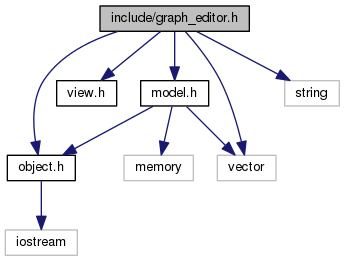 include/graph_editor.h
view.h
model.h
string
object.h
memory
vector
iostream